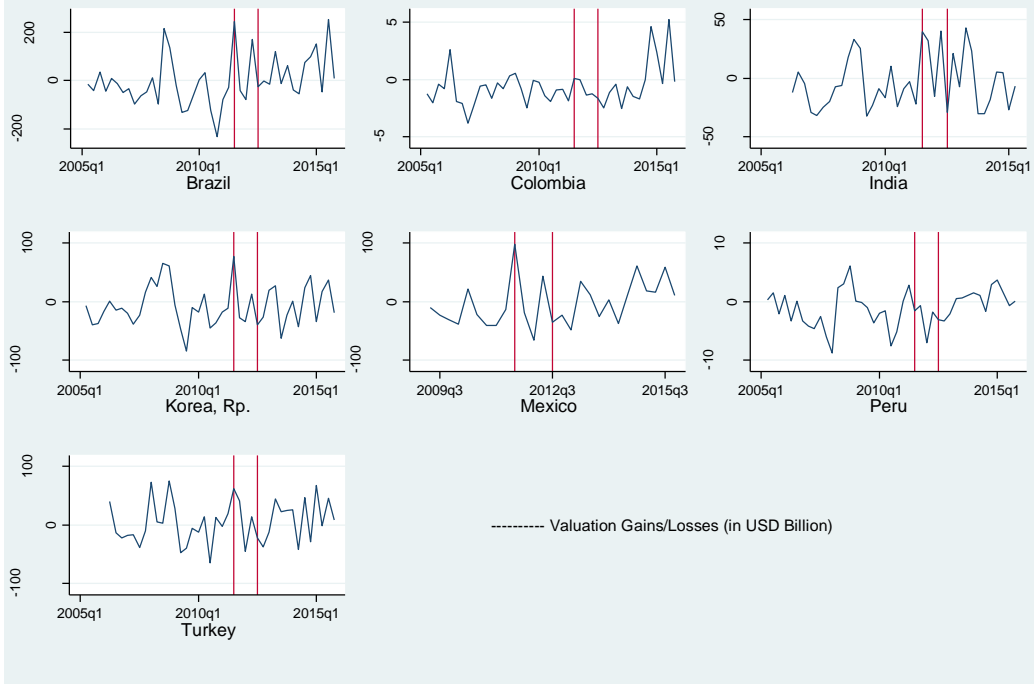 200
0
-200
2005q1 2010q1 2015q1
Brazil
5
0
-5
2005q1 2010q1 2015q1
Colombia
50
0
-50
2005q1 2010q1 2015q1
India
100
0
-100
2005q1 2010q1 2015q1
Korea, Rp.
100
0
-100
2009q3 2012q3 2015q3
Mexico
10
0
-10
2005q1 2010q1 2015q1
Peru
100
0
-100
2005q1 2010q1 2015q1
Turkey
---------- Valuation Gains/Losses (in USD Billion)